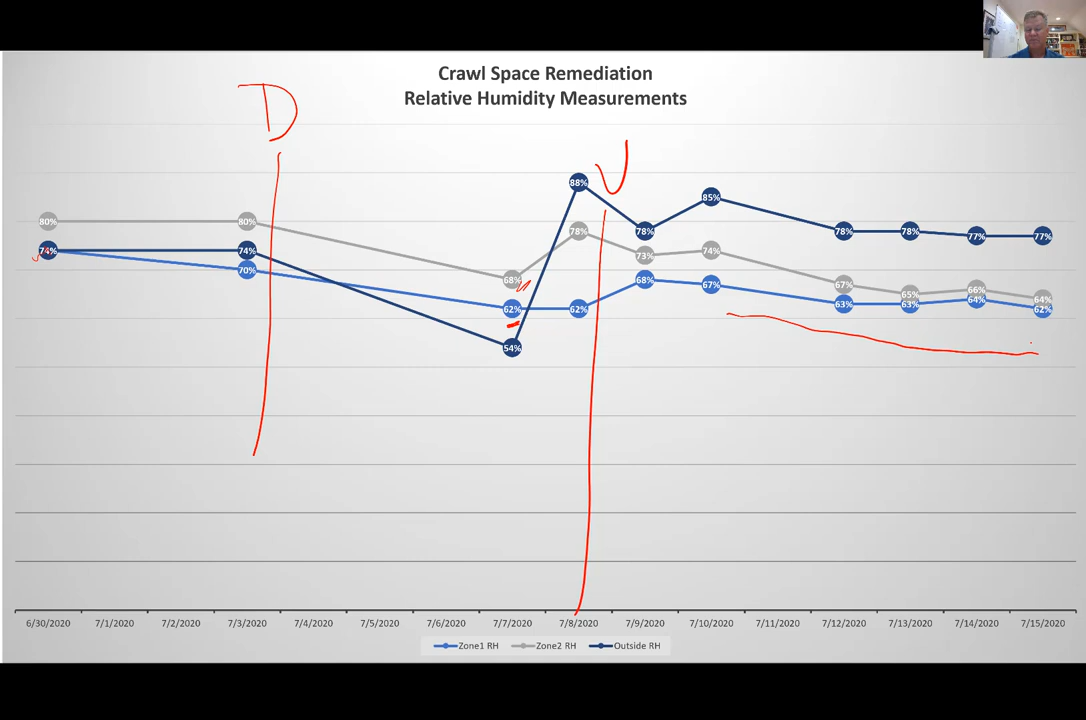 Crawl Space Remediation
Relative Humidity Measurements
D
V
88%
85%
80% 80% 78% 78% 78% 78% 77% 77%
74% 74% 73% 74%
70% 68% 68% 67% 67% 65% 66% 64%
62% 62% 63% 63% 64% 62%
54%
6/30/2020 7/1/2020 7/2/2020 7/3/2020 7/4/2020 7/5/2020 7/6/2020 7/7/2020 7/8/2020 7/9/2020 7/10/2020 7/11/2020 7/12/2020 7/13/2020 7/14/2020 7/15/2020
Zone1 RH Zone2 RH Outside RH